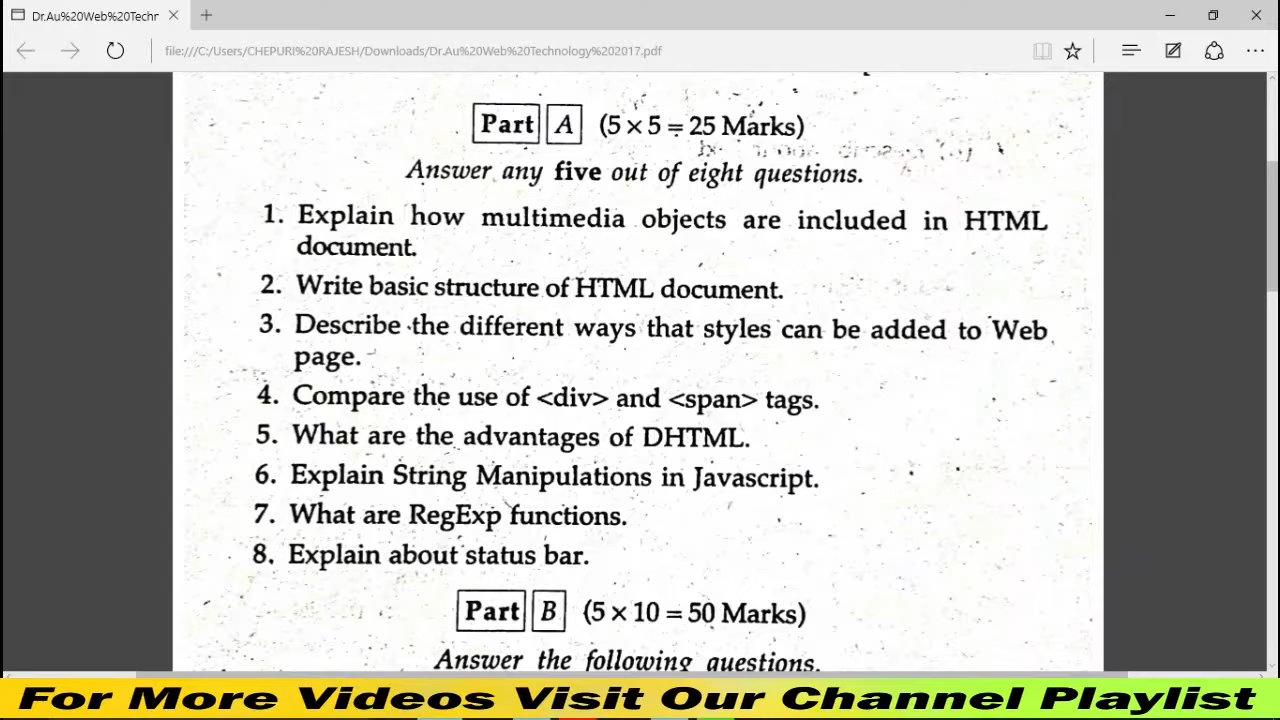 Dr.Au%20Web%20Techr
file:///C:/Users/CHEPURI%20RAJESH/Downloads/Dr.Au%20Web%20Technology%202017.pdf
Part A (5 × 5 = 25 Marks)
Answer any five out of eight questions.
1. Explain how multimedia objects are included in HTML
document.
2. Write basic structure of HTML document.
3. Describe the different ways that styles can be added to Web
page.
4. Compare the use of <div> and <span> tags.
5. What are the advantages of DHTML.
6. Explain String Manipulations in Javascript.
7. What are RegExp functions.
8. Explain about status bar.
Part B (5 × 10 = 50 Marks)
Answer the following questions.
For More Videos Visit Our Channel Playlist